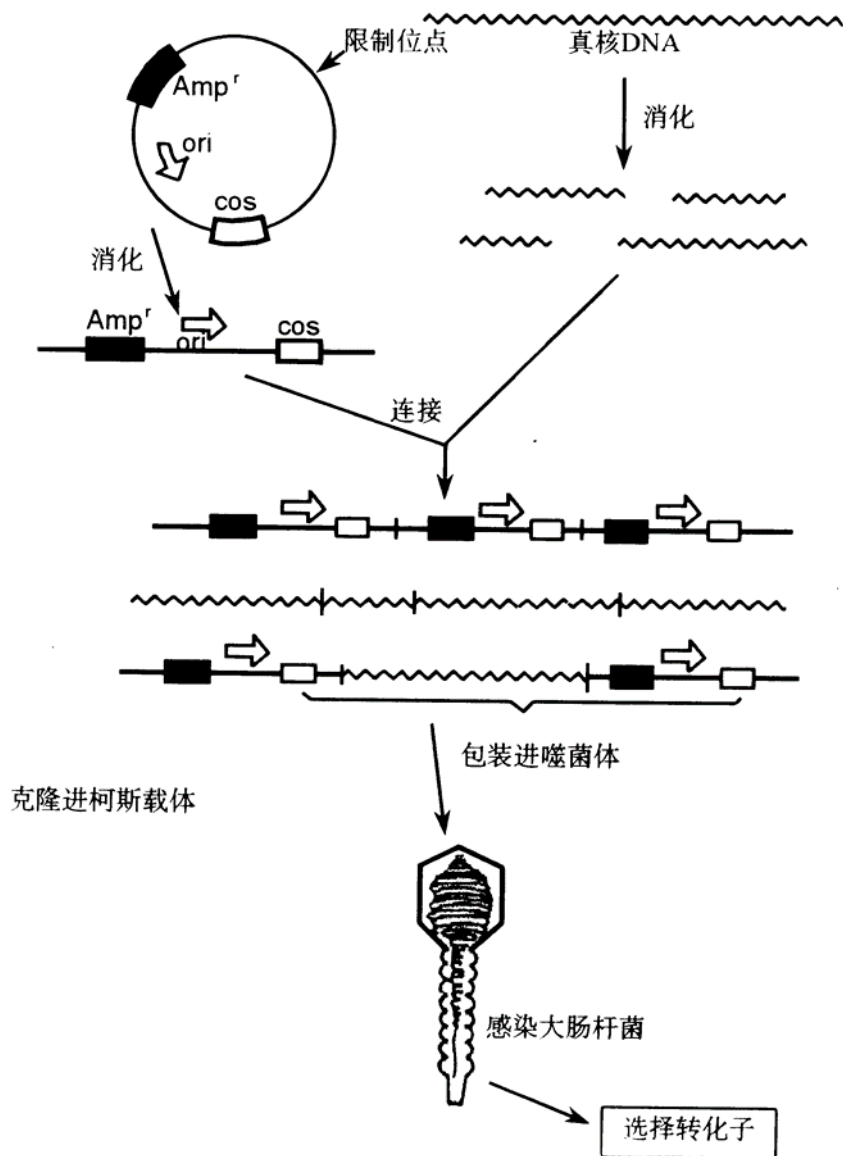 限制位点
真核DNA
Ampʳ
ori
cos
消化
消化
Ampʳ
ori
cos
连接
包装进噬菌体
克隆进柯斯载体
感染大肠杆菌
选择转化子